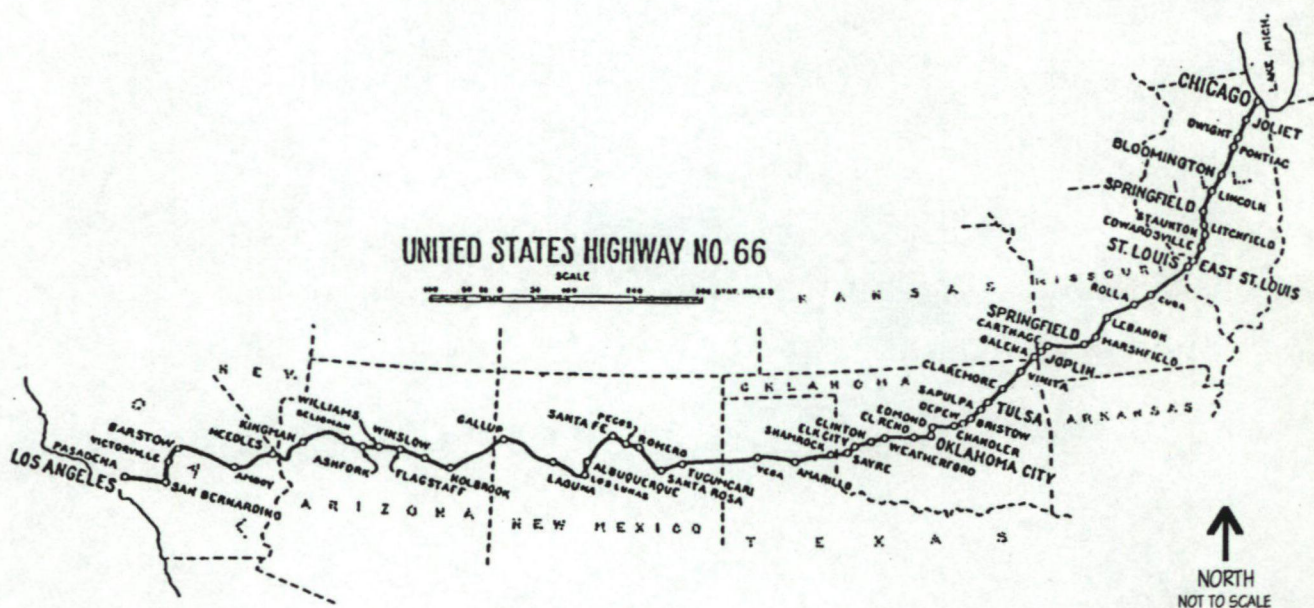 LAKE MICH.
CHICAGO
JOLIET
DWIGHT
PONTIAC
BLOOMINGTON
LINCOLN
SPRINGFIELD
LITCHFIELD
STAUNTON
EDWARDSVILLE
ST. LOUIS
EAST ST. LOUIS
UNITED STATES HIGHWAY NO. 66
SCALE
KANSAS
MISSOURI
CUBA
ROLLA
LEBANON
SPRINGFIELD
MARSHFIELD
CARTHAGE
GALENA
JOPLIN
VINITA
CLAREMORE
OKLAHOMA
ARKANSAS
SAPULPA
TULSA
DEPEW
BRISTOW
EDMOND
CHANDLER
EL RENO
OKLAHOMA CITY
CLINTON
WEATHERFORD
ELK CITY
SAYRE
SHAMROCK
AMARILLO
VEGA
TUCUMCARI
SANTA ROSA
ROMERO
PECOS
SANTA FE
ALBUQUERQUE
LOS LUNAS
LAGUNA
GALLUP
HOLBROOK
WINSLOW
FLAGSTAFF
WILLIAMS
ASHFORK
KINGMAN
NEEDLES
AMBOY
BARSTOW
VICTORVILLE
SAN BERNARDINO
PASADENA
LOS ANGELES
NEV.
ARIZONA
NEW MEXICO
TEXAS
NORTH
NOT TO SCALE